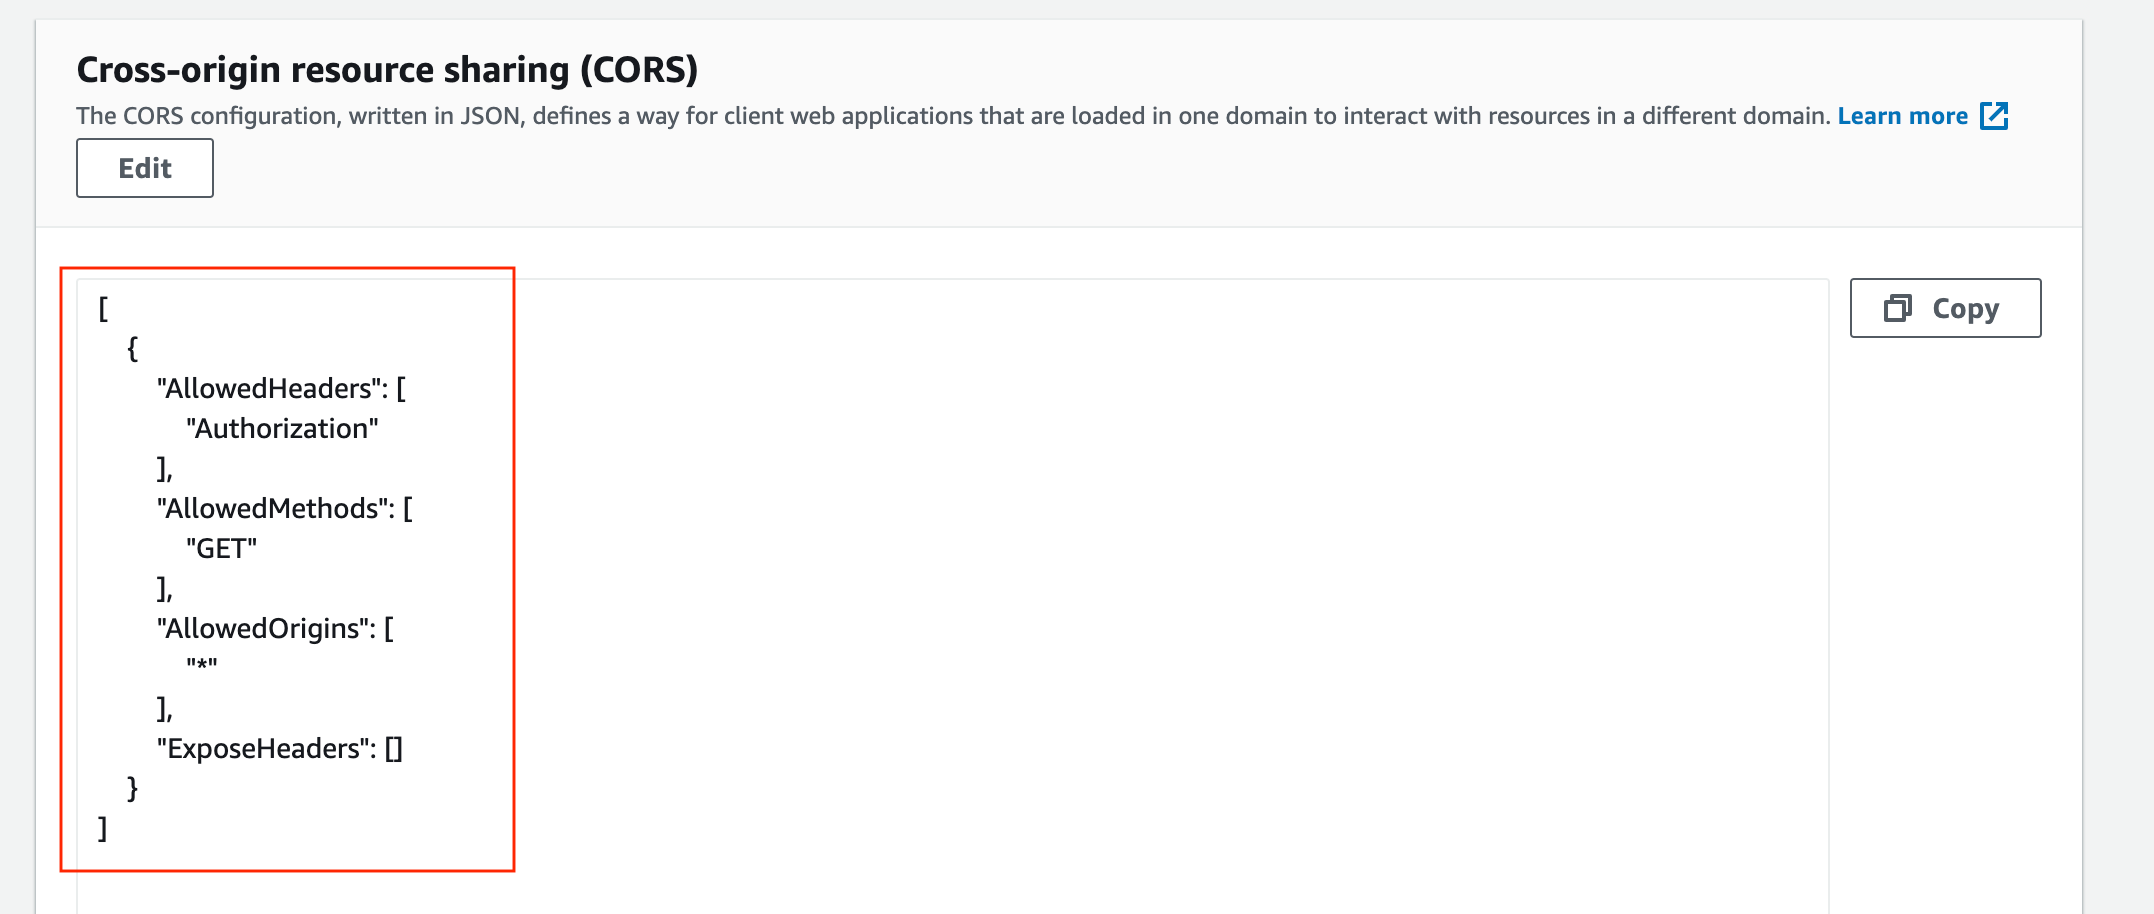 Cross-origin resource sharing (CORS)
The CORS configuration, written in JSON, defines a way for client web applications that are loaded in one domain to interact with resources in a different domain. Learn more
Edit
Copy
[
{
"AllowedHeaders": [
"Authorization"
],
"AllowedMethods": [
"GET"
],
"AllowedOrigins": [
"*"
],
"ExposeHeaders": []
}
]